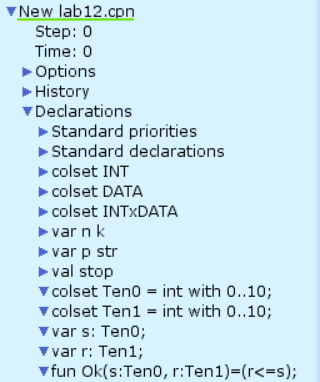 New lab12.cpn
Step: 0
Time: 0
Options
History
Declarations
Standard priorities
Standard declarations
colset INT
colset DATA
colset INTxDATA
var n k
var p str
val stop
colset Ten0 = int with 0..10;
colset Ten1 = int with 0..10;
var s: Ten0;
var r: Ten1;
fun Ok(s:Ten0, r:Ten1)=(r<=s);